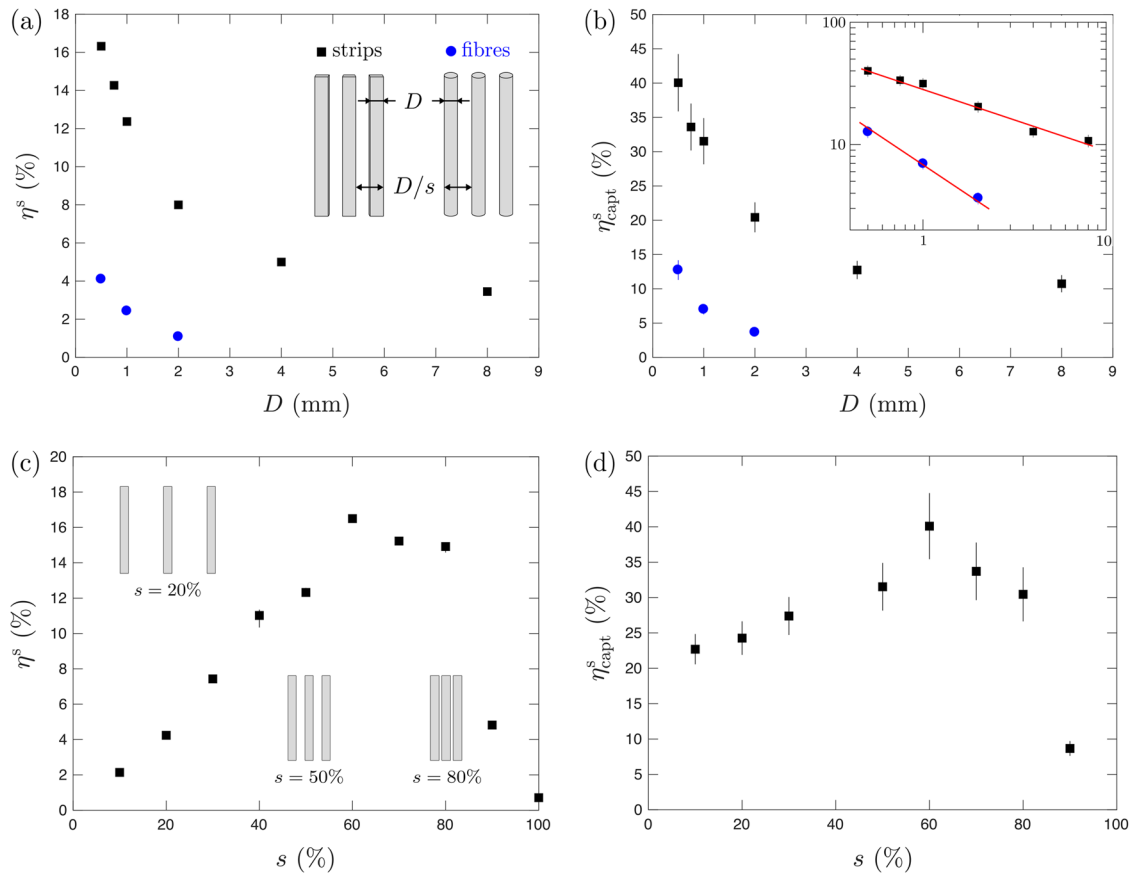 (a)
18
16
14
12
10
8
6
4
2
0
ηˢ (%)
strips
fibres
D
D/s
0 1 2 3 4 5 6 7 8 9
D (mm)
(b)
50
45
40
35
30
25
20
15
10
5
0
ηˢ_capt (%)
100
10
1 10
0 1 2 3 4 5 6 7 8 9
D (mm)
(c)
20
18
16
14
12
10
8
6
4
2
0
ηˢ (%)
s = 20%
s = 50%
s = 80%
0 20 40 60 80 100
s (%)
(d)
50
45
40
35
30
25
20
15
10
5
0
ηˢ_capt (%)
0 20 40 60 80 100
s (%)